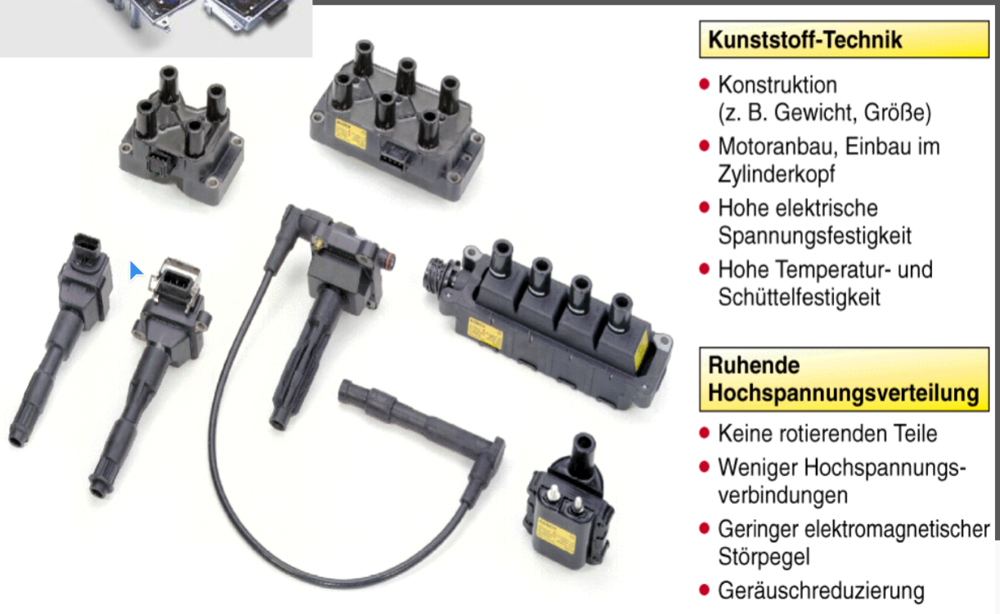 Kunststoff-Technik
Konstruktion
(z. B. Gewicht, Größe)
Motoranbau, Einbau im
Zylinderkopf
Hohe elektrische
Spannungsfestigkeit
Hohe Temperatur- und
Schüttelfestigkeit
Ruhende
Hochspannungsverteilung
Keine rotierenden Teile
Weniger Hochspannungs-
verbindungen
Geringer elektromagnetischer
Störpegel
Geräuschreduzierung